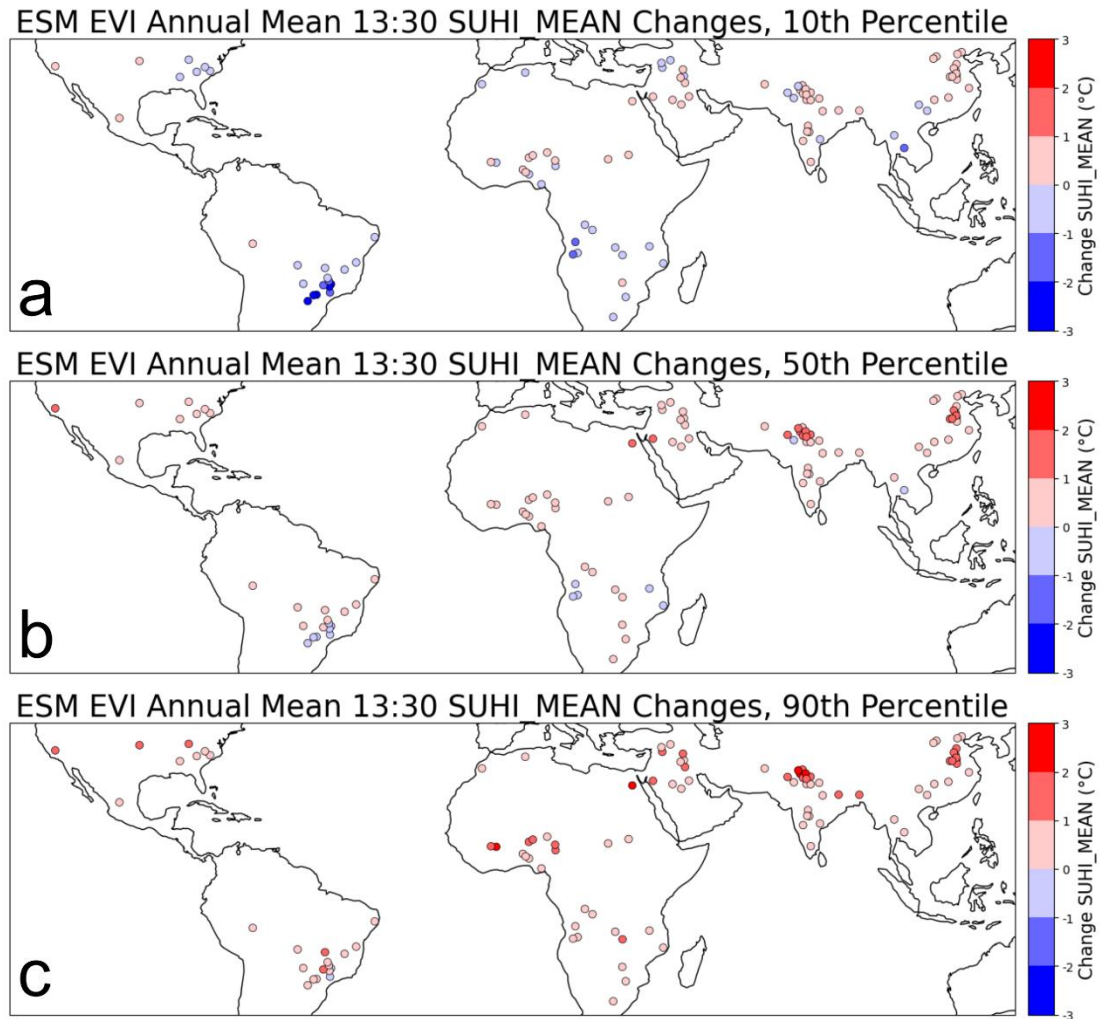 ESM EVI Annual Mean 13:30 SUHI_MEAN Changes, 10th Percentile
a
3
2
1
0
-1
-2
-3
Change SUHI_MEAN (°C)
ESM EVI Annual Mean 13:30 SUHI_MEAN Changes, 50th Percentile
b
3
2
1
0
-1
-2
-3
Change SUHI_MEAN (°C)
ESM EVI Annual Mean 13:30 SUHI_MEAN Changes, 90th Percentile
c
3
2
1
0
-1
-2
-3
Change SUHI_MEAN (°C)